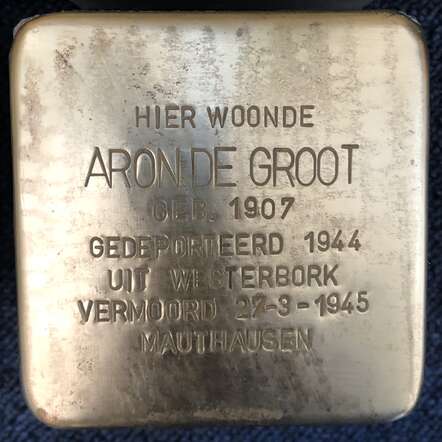 HIER WOONDE
ARON DE GROOT
GEB. 1907
GEDEPORTEERD 1944
UIT WESTERBORK
VERMOORD 27-3-1945
MAUTHAUSEN